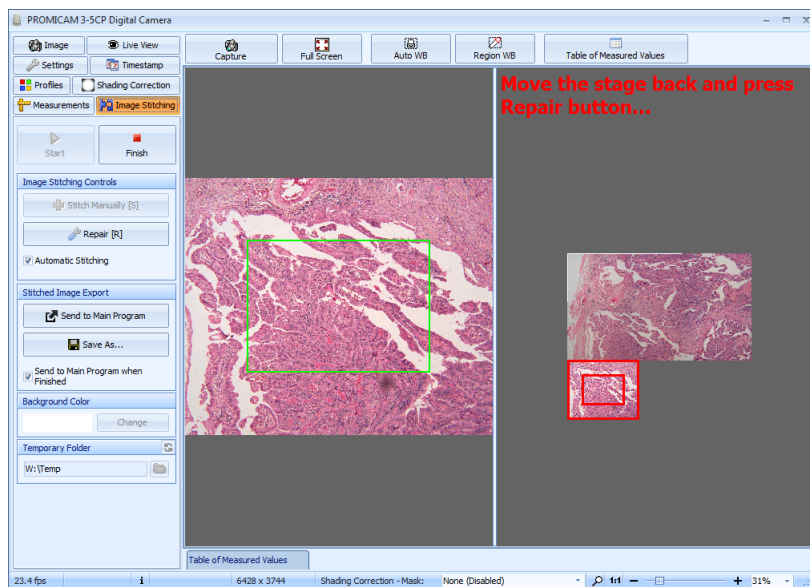 PROMICAM 3-5CP Digital Camera
Image
Live View
Settings
Timestamp
Profiles
Shading Correction
Measurements
Image Stitching
Capture
Full Screen
Auto WB
Region WB
Table of Measured Values
Start
Finish
Image Stitching Controls
Stitch Manually [S]
Repair [R]
Automatic Stitching
Stitched Image Export
Send to Main Program
Save As...
Send to Main Program when
Finished
Background Color
Change
Temporary Folder
W:\Temp
Move the stage back and press
Repair button...
Table of Measured Values
23.4 fps
i
6428 x 3744
Shading Correction - Mask:
None (Disabled)
1:1
31%